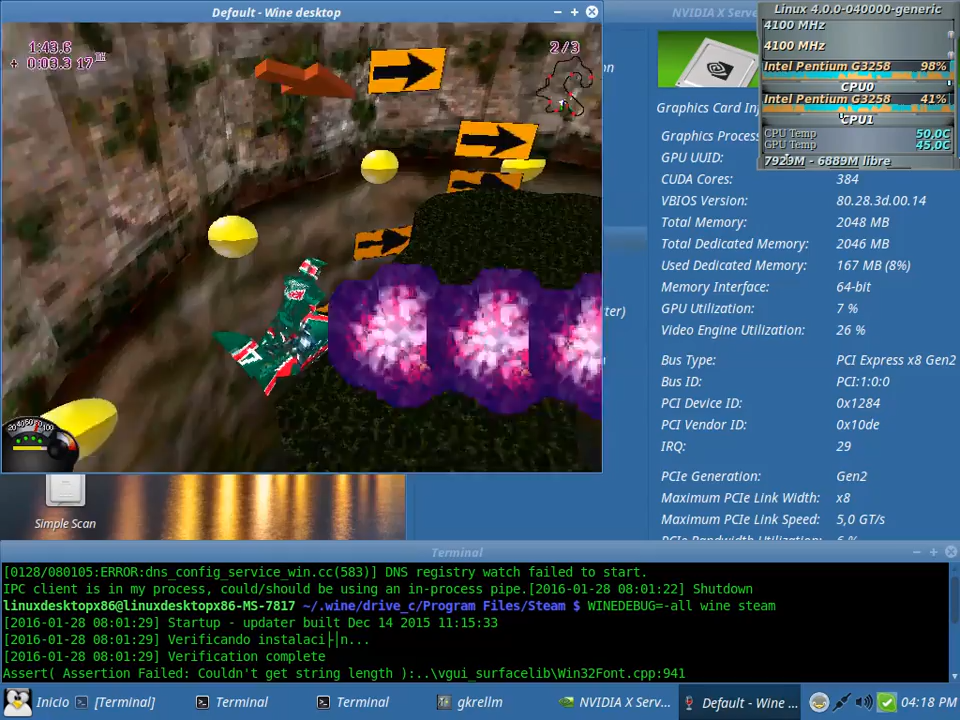 Default - Wine desktop
1:43.6
+ 0:03.3 17TH
2/3
NVIDIA X Serve
on
Graphics Card In
Graphics Proces
GPU UUID:
CUDA Cores: 384
VBIOS Version: 80.28.3d.00.14
Total Memory: 2048 MB
Total Dedicated Memory: 2046 MB
Used Dedicated Memory: 167 MB (8%)
Memory Interface: 64-bit
ter)
GPU Utilization: 7 %
Video Engine Utilization: 26 %
Bus Type: PCI Express x8 Gen2
Bus ID: PCI:1:0:0
PCI Device ID: 0x1284
PCI Vendor ID: 0x10de
IRQ: 29
PCIe Generation: Gen2
Maximum PCIe Link Width: x8
Maximum PCIe Link Speed: 5,0 GT/s
PCIe Bandwidth Utilization: 6 %
Linux 4.0.0-040000-generic
4100 MHz
4100 MHz
Intel Pentium G3258 98%
CPU0
Intel Pentium G3258 41%
CPU1
CPU Temp 50.0C
GPU Temp 45.0C
7929M - 6889M libre
Simple Scan
Terminal
[0128/080105:ERROR:dns_config_service_win.cc(583)] DNS registry watch failed to start.
IPC client is in my process, could/should be using an in-process pipe.[2016-01-28 08:01:22] Shutdown
linuxdesktopx86@linuxdesktopx86-MS-7817 ~/.wine/drive_c/Program Files/Steam $ WINEDEBUG=-all wine steam
[2016-01-28 08:01:29] Startup - updater built Dec 14 2015 11:15:33
[2016-01-28 08:01:29] Verificando instalaci├│n...
[2016-01-28 08:01:29] Verification complete
Assert( Assertion Failed: Couldn't get string length ):..\vgui_surfacelib\Win32Font.cpp:941
Inicio [Terminal] Terminal Terminal gkrellm NVIDIA X Serv... Default - Wine ... 04:18 PM